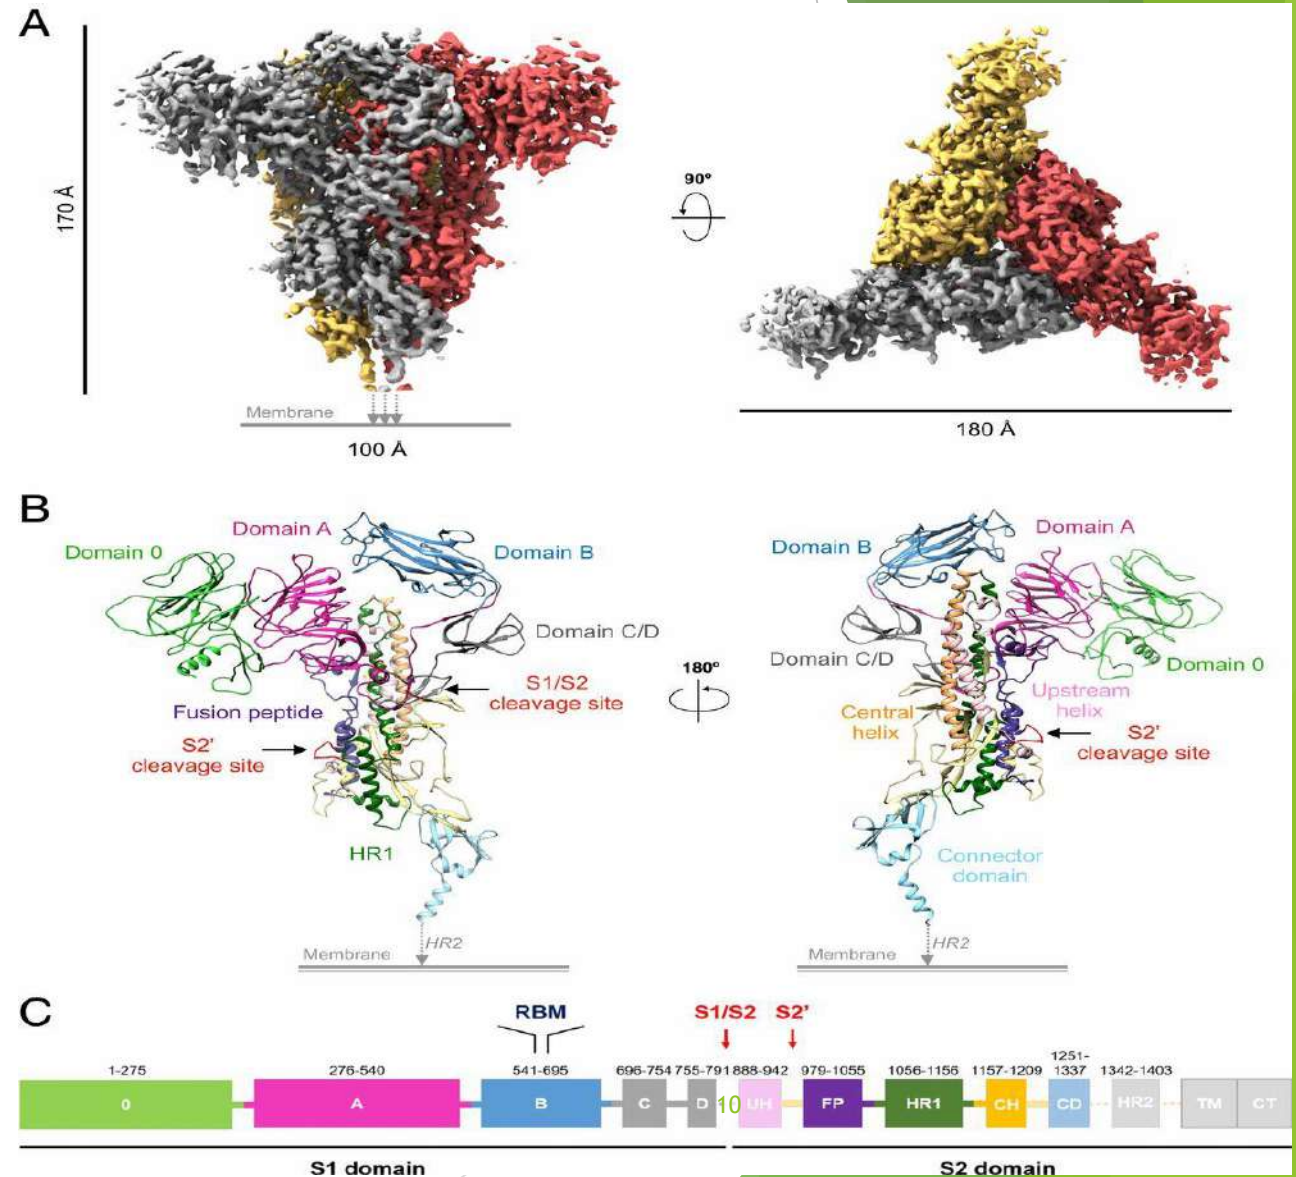 A
170 Å
90°
Membrane
100 Å
180 Å
B
Domain 0
Domain A
Domain B
Domain C/D
S1/S2
cleavage site
Fusion peptide
S2'
cleavage site
HR1
HR2
Membrane
180°
Domain B
Domain A
Domain C/D
Domain 0
Upstream
helix
Central
helix
S2'
cleavage site
Connector
domain
HR2
Membrane
C
RBM
S1/S2 S2'
1-275 276-540 541-695 696-754 755-791 888-942 979-1055 1056-1156 1157-1209 1251-
1337 1342-1403
0 A B C D 10 UH FP HR1 CH CD HR2 TM CT
S1 domain S2 domain